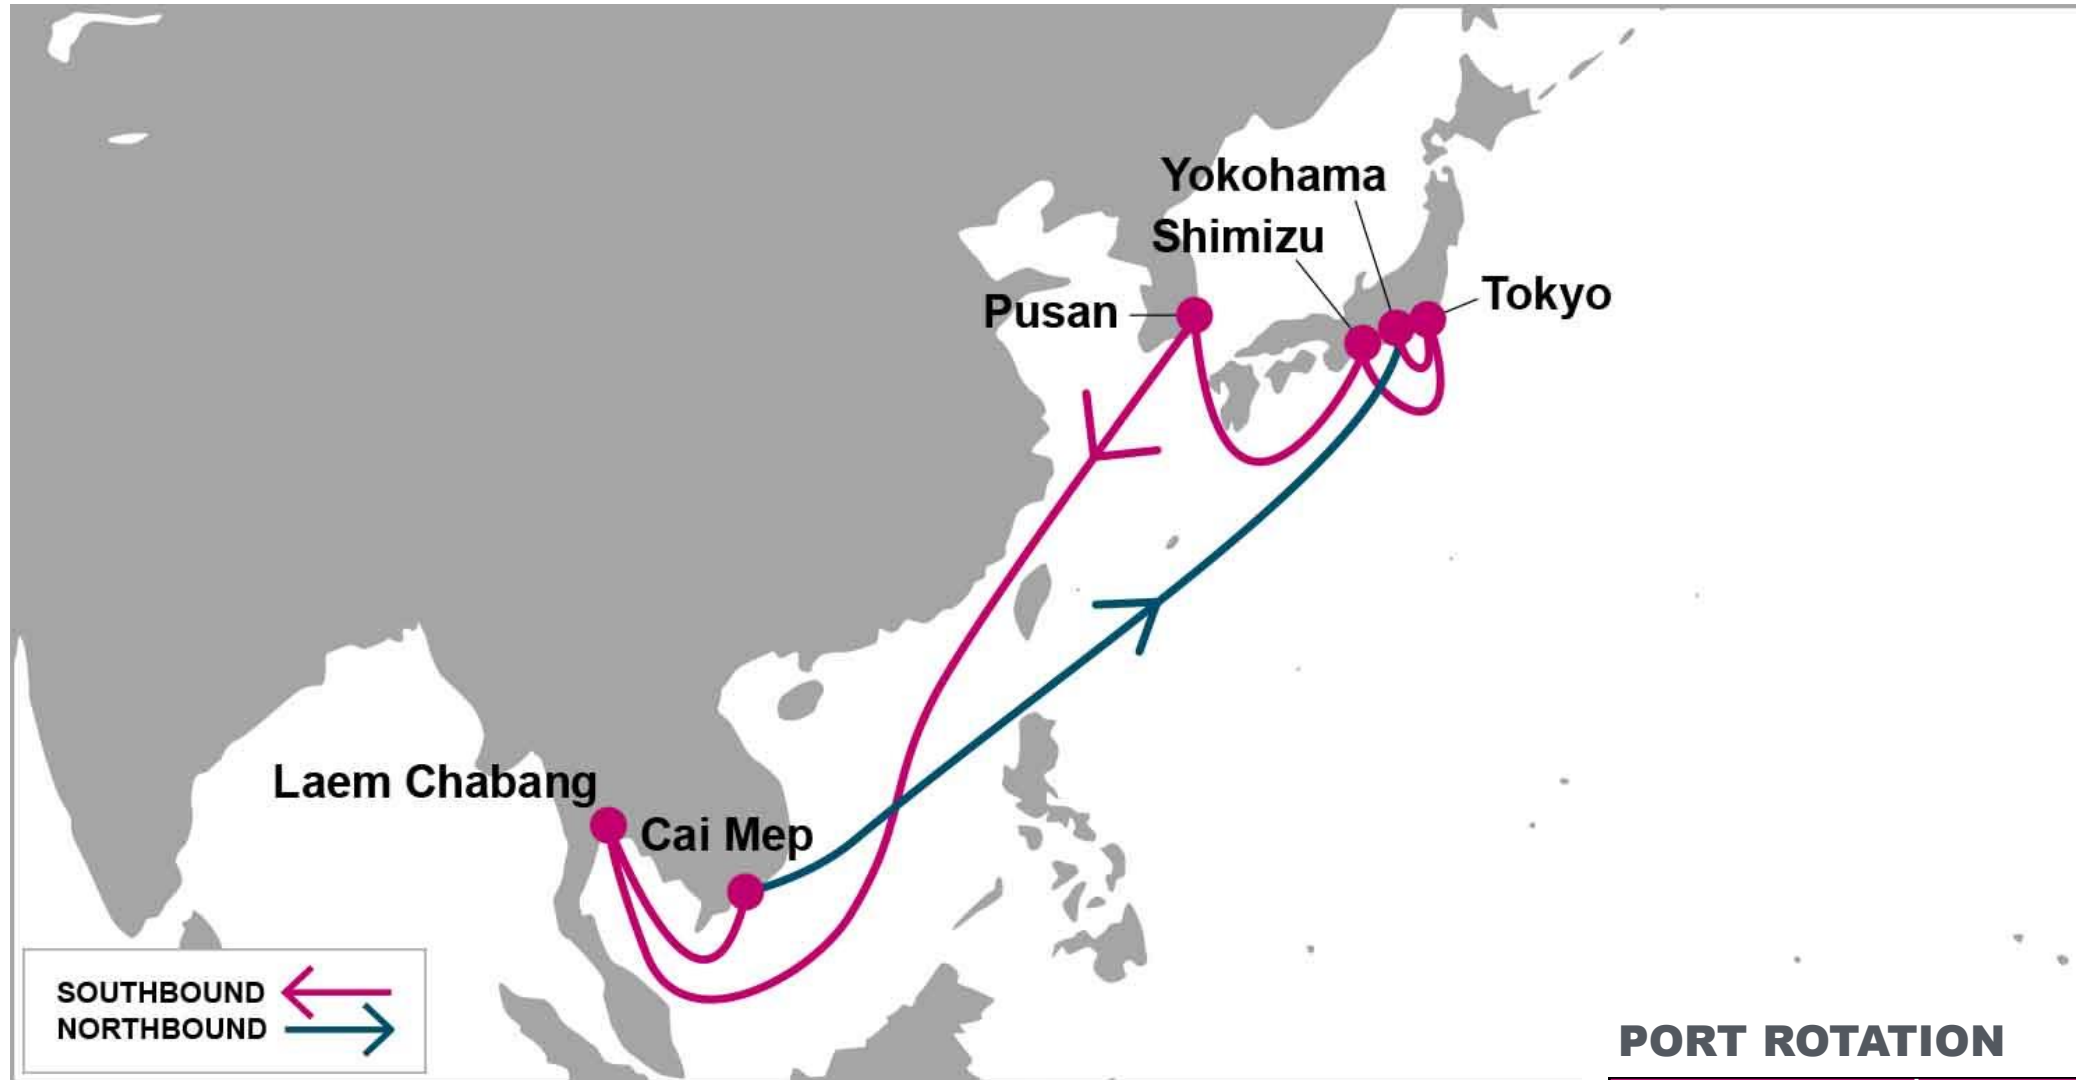 Yokohama
Shimizu
Tokyo
Pusan
Laem Chabang
Cai Mep
SOUTHBOUND
NORTHBOUND
PORT ROTATION